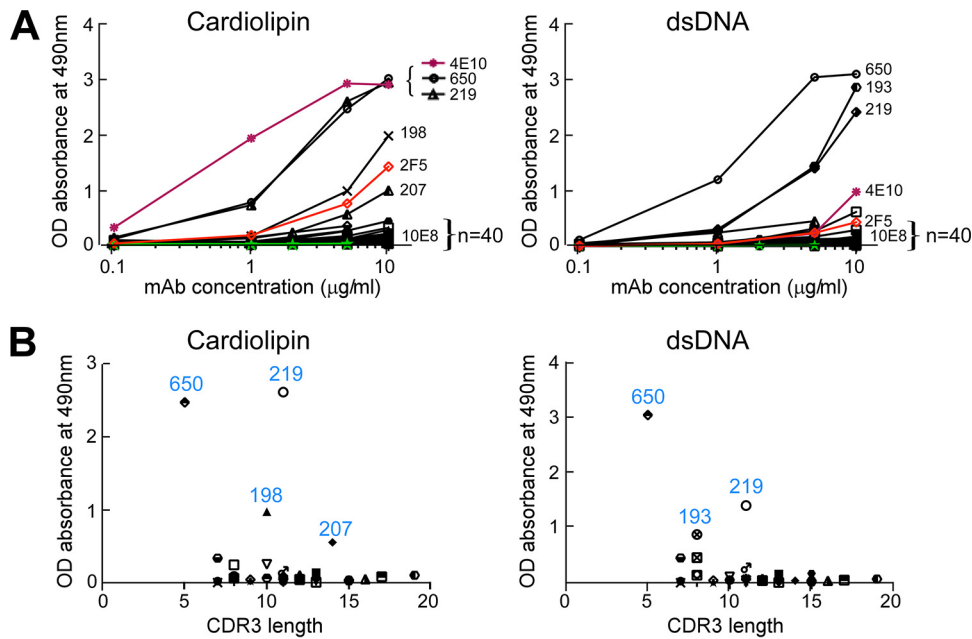 A
Cardiolipin
dsDNA
OD absorbance at 490nm
4
3
2
1
0
0.1
1
10
mAb concentration (μg/ml)
4E10
650
219
198
2F5
207
10E8
n=40
OD absorbance at 490nm
4
3
2
1
0
0.1
1
10
mAb concentration (μg/ml)
650
193
219
4E10
2F5
10E8
n=40
B
Cardiolipin
dsDNA
OD absorbance at 490nm
3
2
1
0
0
5
10
15
20
CDR3 length
650
219
198
207
OD absorbance at 490nm
4
3
2
1
0
5
10
15
20
CDR3 length
650
219
193